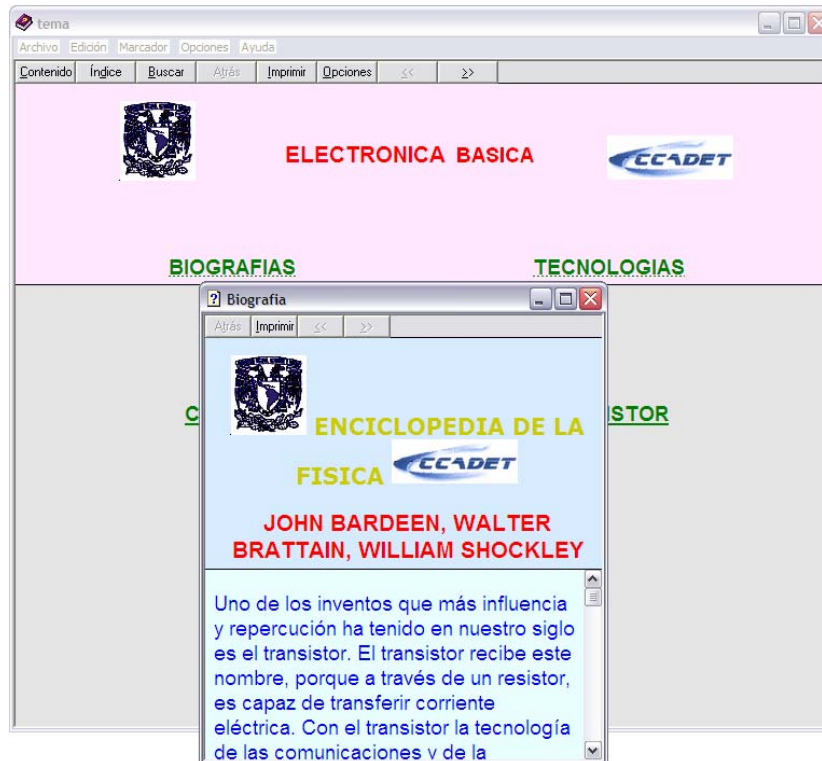 tema
Archivo Edición Marcador Opciones Ayuda
Contenido Índice Buscar Atrás Imprimir Opciones << >>
ELECTRONICA BASICA
CCADET
BIOGRAFIAS TECNOLOGIAS
Biografia
Atrás Imprimir << >>
C ISTOR
ENCICLOPEDIA DE LA
FISICA CCADET
JOHN BARDEEN, WALTER
BRATTAIN, WILLIAM SHOCKLEY
Uno de los inventos que más influencia
y repercución ha tenido en nuestro siglo
es el transistor. El transistor recibe este
nombre, porque a través de un resistor,
es capaz de transferir corriente
eléctrica. Con el transistor la tecnología
de las comunicaciones y de la